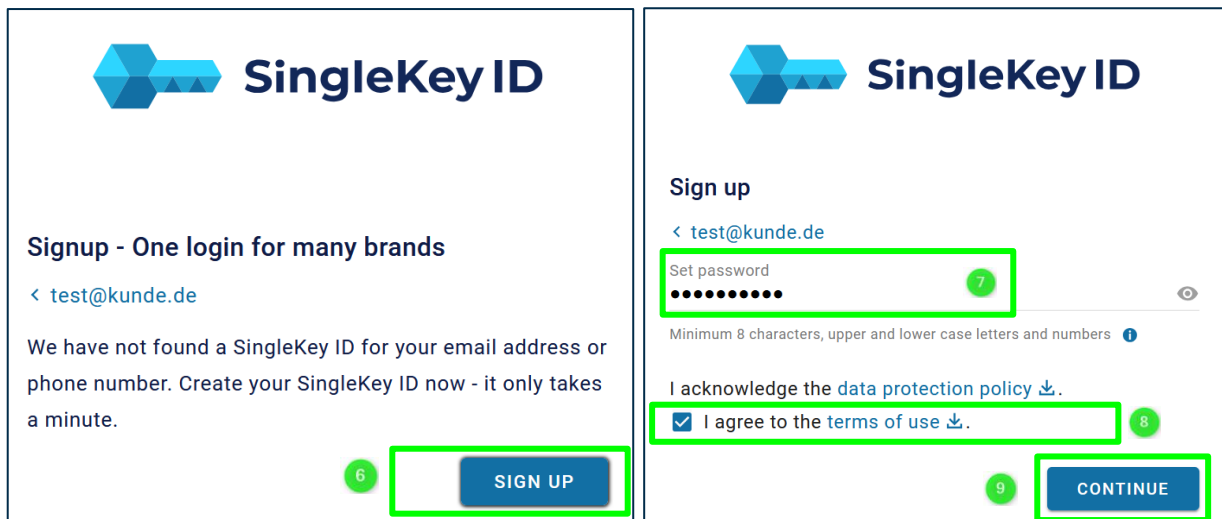 SingleKey ID
Signup - One login for many brands
< test@kunde.de
We have not found a SingleKey ID for your email address or
phone number. Create your SingleKey ID now - it only takes
a minute.
6
SIGN UP
SingleKey ID
Sign up
< test@kunde.de
Set password
7
••••••••••
Minimum 8 characters, upper and lower case letters and numbers
I acknowledge the data protection policy.
I agree to the terms of use.
8
9
CONTINUE